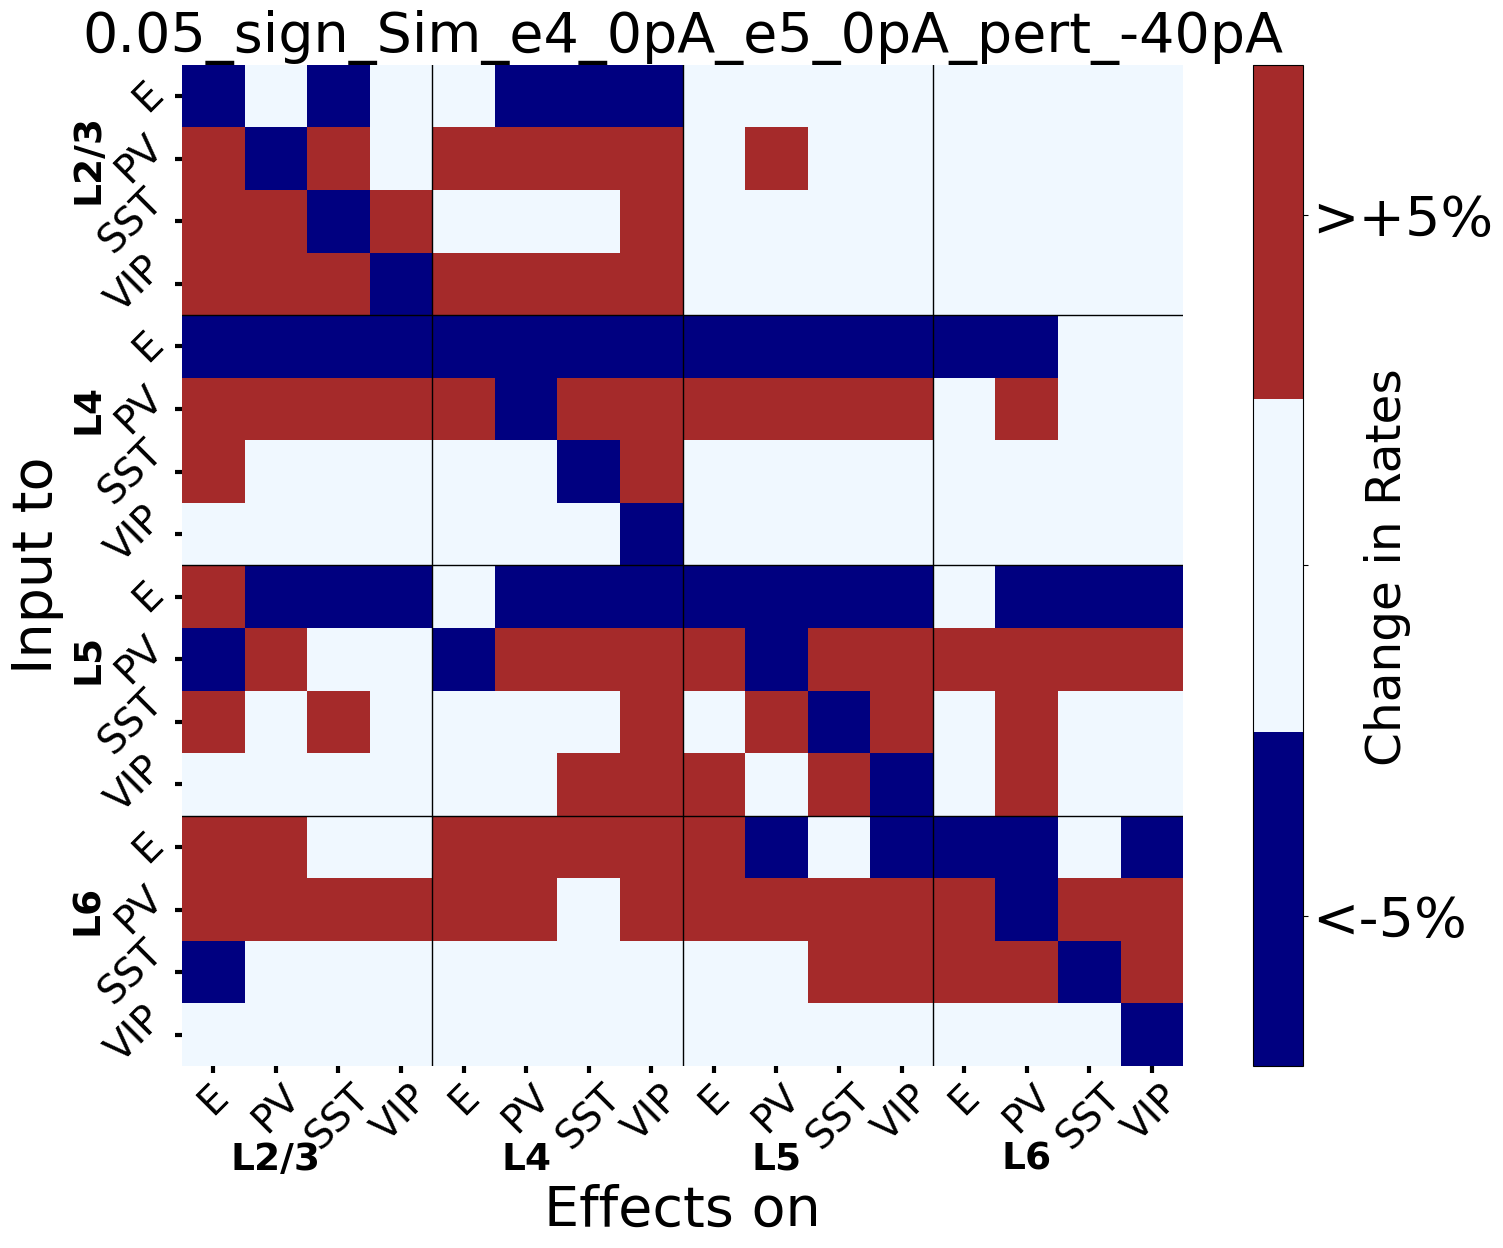 0.05_sign_Sim_e4_0pA_e5_0pA_pert_-40pA
Input to
L2/3
E
PV
SST
VIP
L4
E
PV
SST
VIP
L5
E
PV
SST
VIP
L6
E
PV
SST
VIP
E PV SST VIP E PV SST VIP E PV SST VIP E PV SST VIP
L2/3 L4 L5 L6
Effects on
>+5%
<-5%
Change in Rates